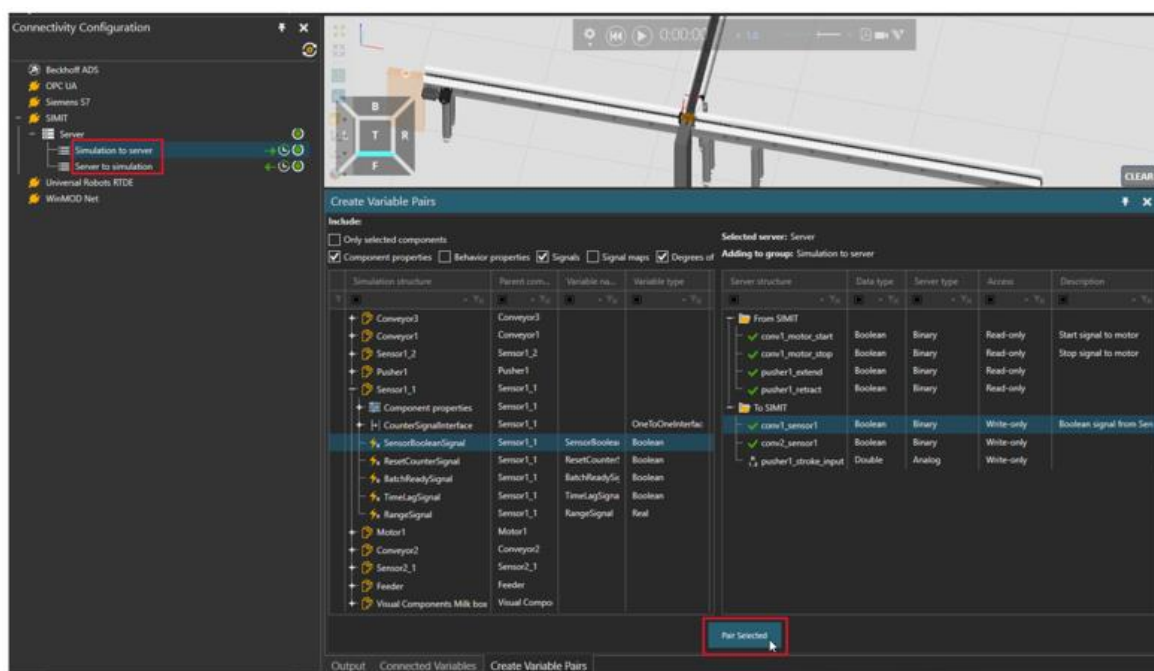 Connectivity Configuration
Beckhoff ADS
OPC UA
Siemens S7
SIMIT
Server
Simulation to server
Server to simulation
Universal Robots RTDE
WinMOD Net
0:00:00
1.0
B
T
R
F
CLEAR
Create Variable Pairs
Include:
Only selected components
Component properties Behavior properties Signals Signal maps Degrees of
Selected server: Server
Adding to group: Simulation to server
Simulation structure Parent com... Variable na... Variable type
Conveyor3 Conveyor3
Conveyor1 Conveyor1
Sensor1_2 Sensor1_2
Pusher1 Pusher1
Sensor1_1 Sensor1_1
Component properties Sensor1_1
CounterSignalInterface Sensor1_1 OneToOneInterfac
SensorBooleanSignal Sensor1_1 SensorBoolea Boolean
ResetCounterSignal Sensor1_1 ResetCounter Boolean
BatchReadySignal Sensor1_1 BatchReadySig Boolean
TimeLagSignal Sensor1_1 TimeLagSigna Boolean
RangeSignal Sensor1_1 RangeSignal Real
Motor1 Motor1
Conveyor2 Conveyor2
Sensor2_1 Sensor2_1
Feeder Feeder
Visual Components Milk box Visual Compo
Server structure Data type Server type Access Description
From SIMIT
conv1_motor_start Boolean Binary Read-only Start signal to motor
conv1_motor_stop Boolean Binary Read-only Stop signal to motor
pusher1_extend Boolean Binary Read-only
pusher1_retract Boolean Binary Read-only
To SIMIT
conv1_sensor1 Boolean Binary Write-only Boolean signal from Sen
conv2_sensor1 Boolean Binary Write-only
pusher1_stroke_input Double Analog Write-only
Pair Selected
Output Connected Variables Create Variable Pairs